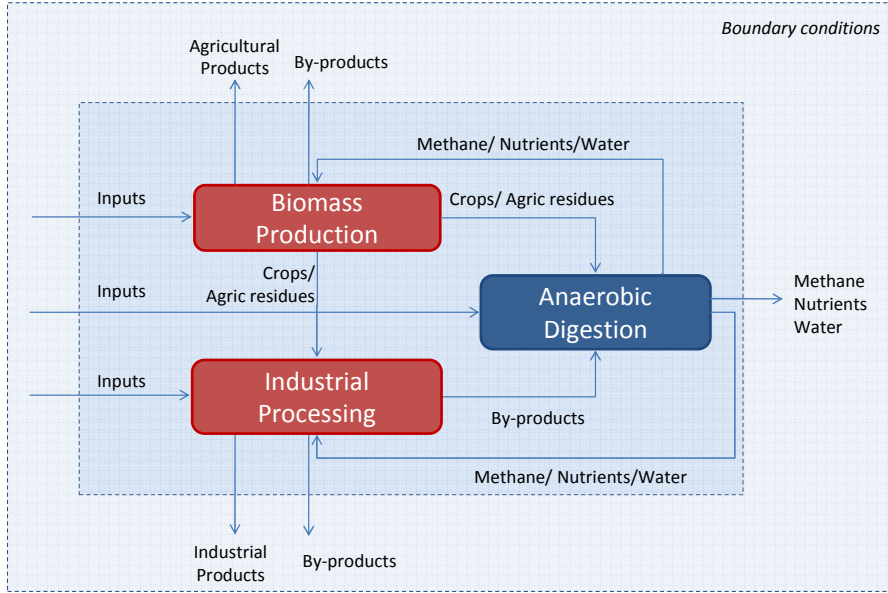 Boundary conditions
Agricultural
Products
By-products
Methane/ Nutrients/Water
Inputs
Biomass
Production
Crops/ Agric residues
Crops/
Agric residues
Inputs
Anaerobic
Digestion
Methane
Nutrients
Water
Inputs
Industrial
Processing
By-products
Methane/ Nutrients/Water
Industrial
Products
By-products